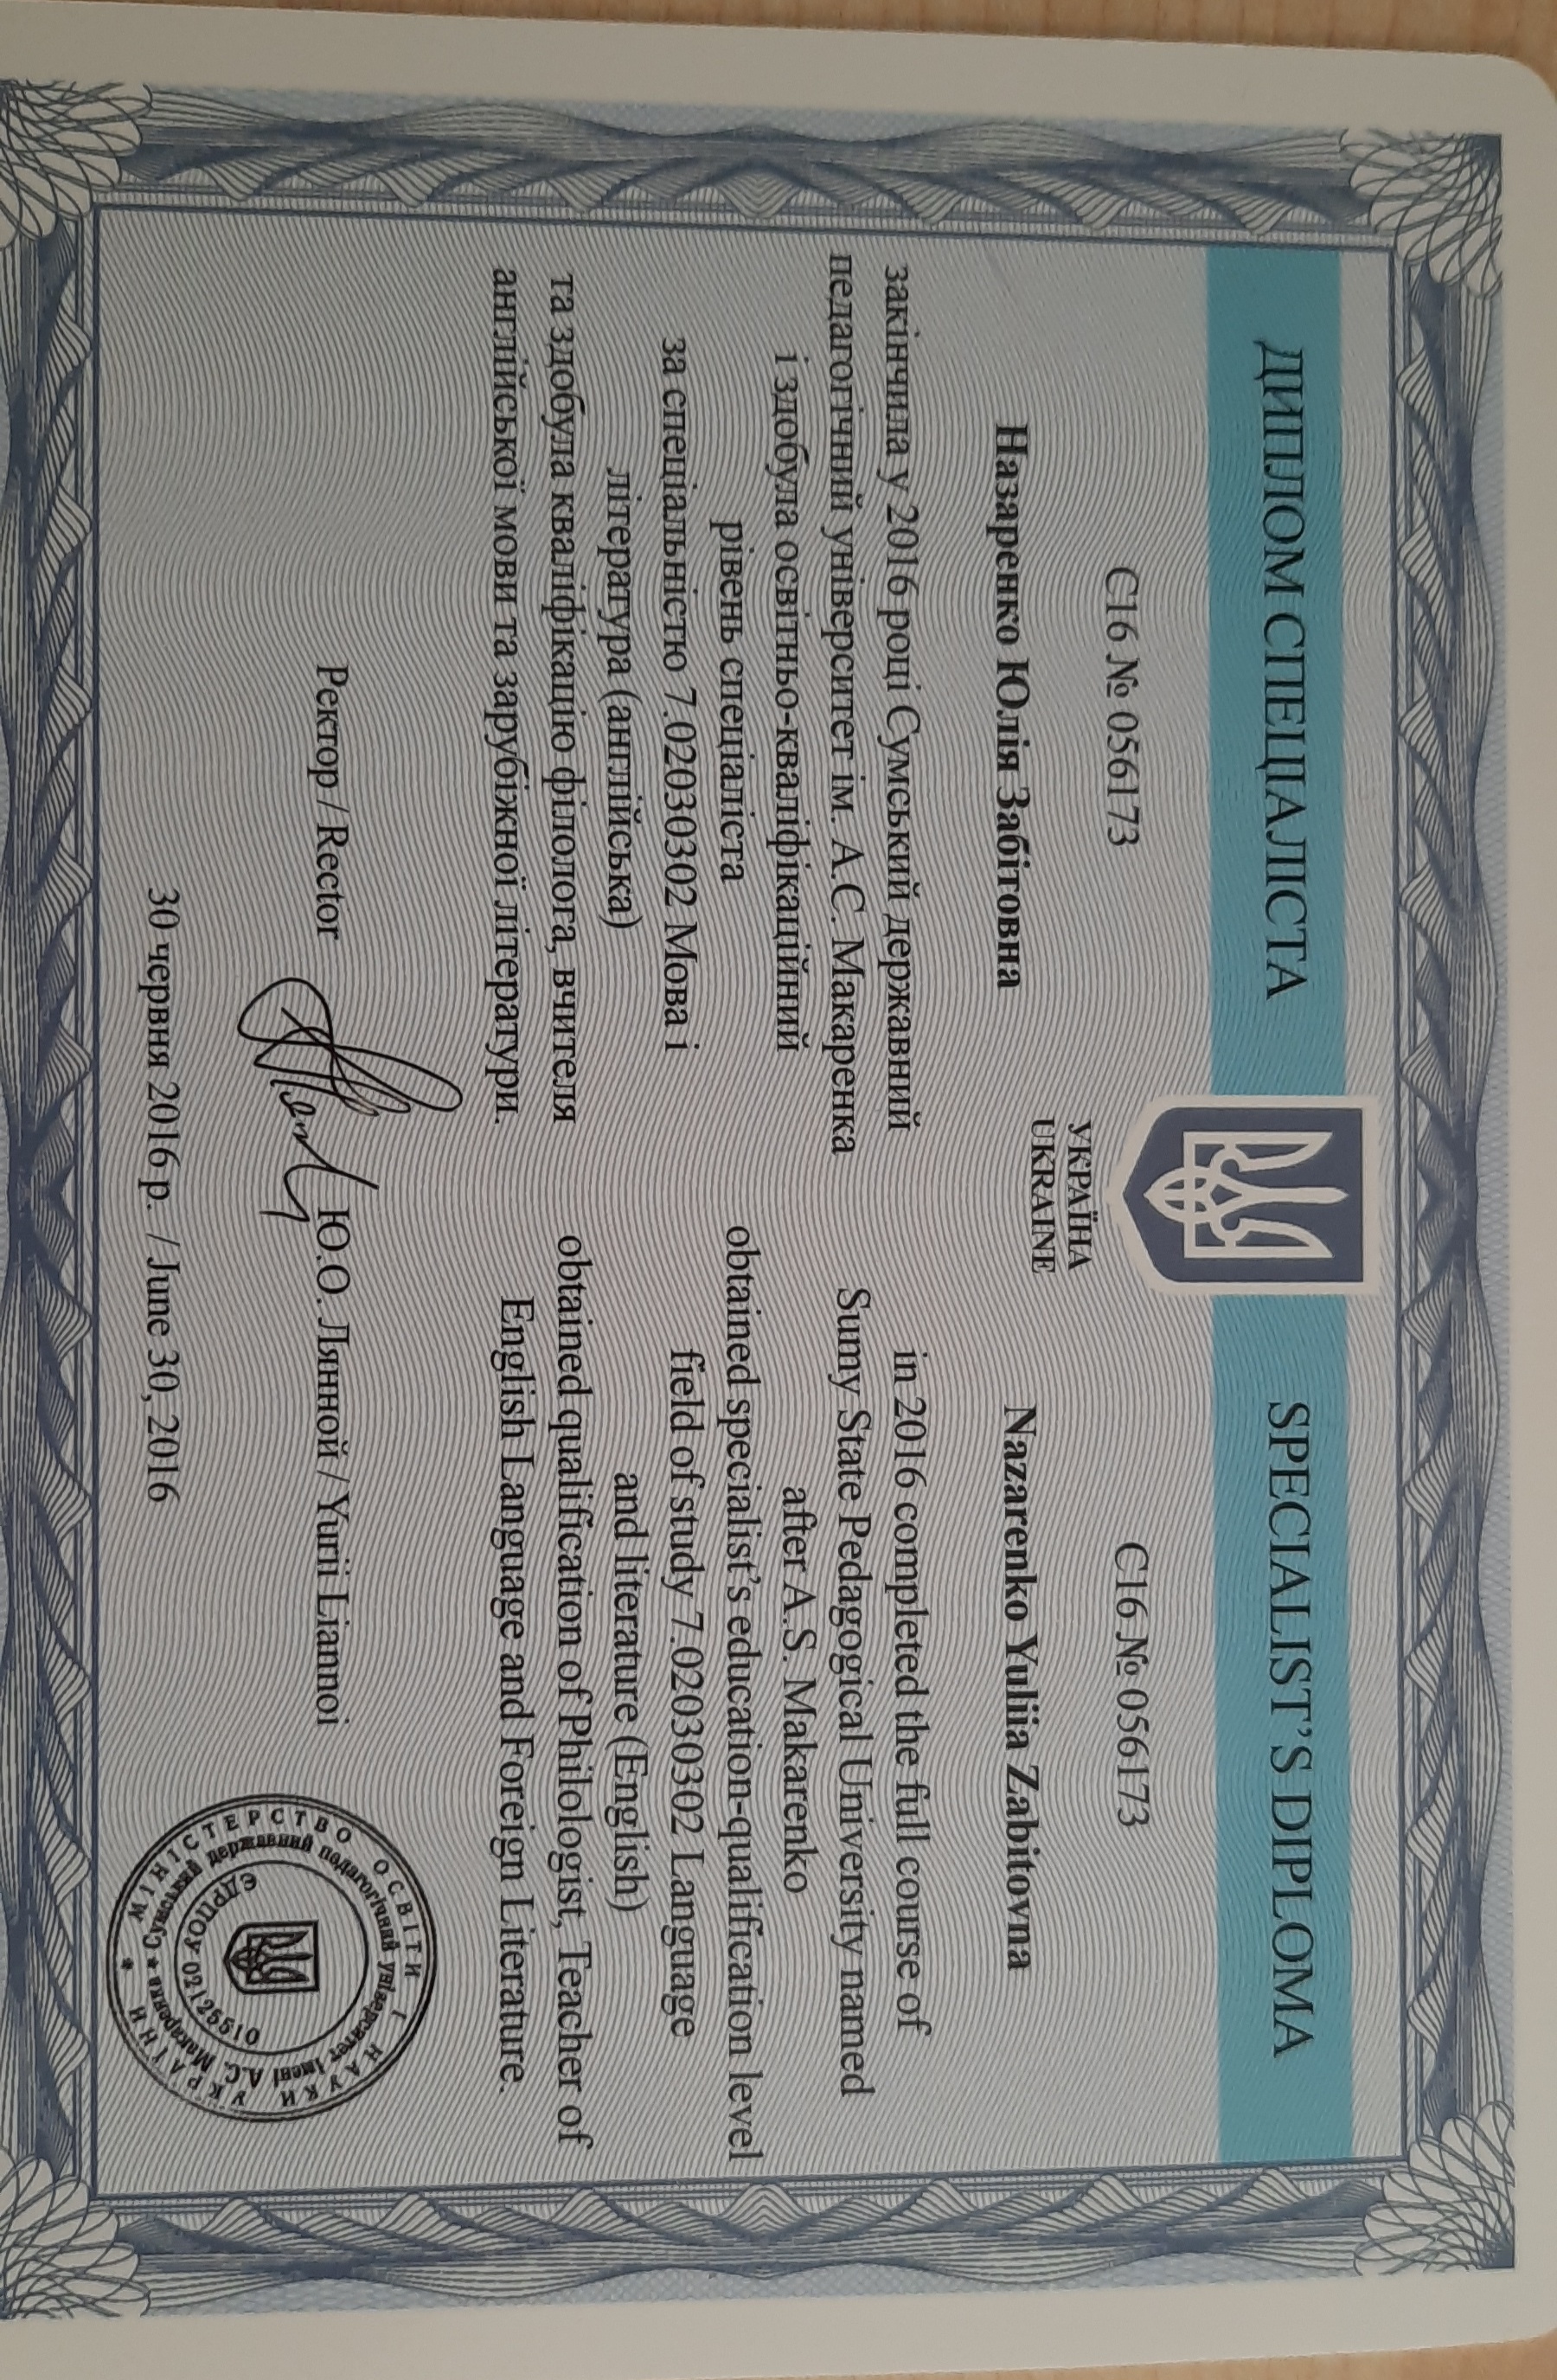 ДИПЛОМ СПЕЦІАЛІСТА
С16 № 056173
Назаренко Юлія Забітовна
закінчила у 2016 році Сумський державний
педагогічний університет ім. А.С. Макаренка
і здобула освітньо-кваліфікаційний
рівень спеціаліста
за спеціальністю 7.02030302 Мова і
література (англійська)
та здобула кваліфікацію філолога, вчителя
англійської мови та зарубіжної літератури.
УКРАЇНА
UKRAINE
SPECIALIST’S DIPLOMA
C16 № 056173
Nazarenko Yuliia Zabitovna
in 2016 completed the full course of
Sumy State Pedagogical University named
after A.S. Makarenko
obtained specialist’s education-qualification level
field of study 7.02030302 Language
and literature (English)
obtained qualification of Philologist, Teacher of
English Language and Foreign Literature.
Ректор / Rector Ю.О. Лянной / Yurii Liannoi
30 червня 2016 р. / June 30, 2016
МІНІСТЕРСТВО ОСВІТИ І НАУКИ УКРАЇНИ
Сумський державний педагогічний університет імені А.С. Макаренка
ЄДРПОУ 02125510